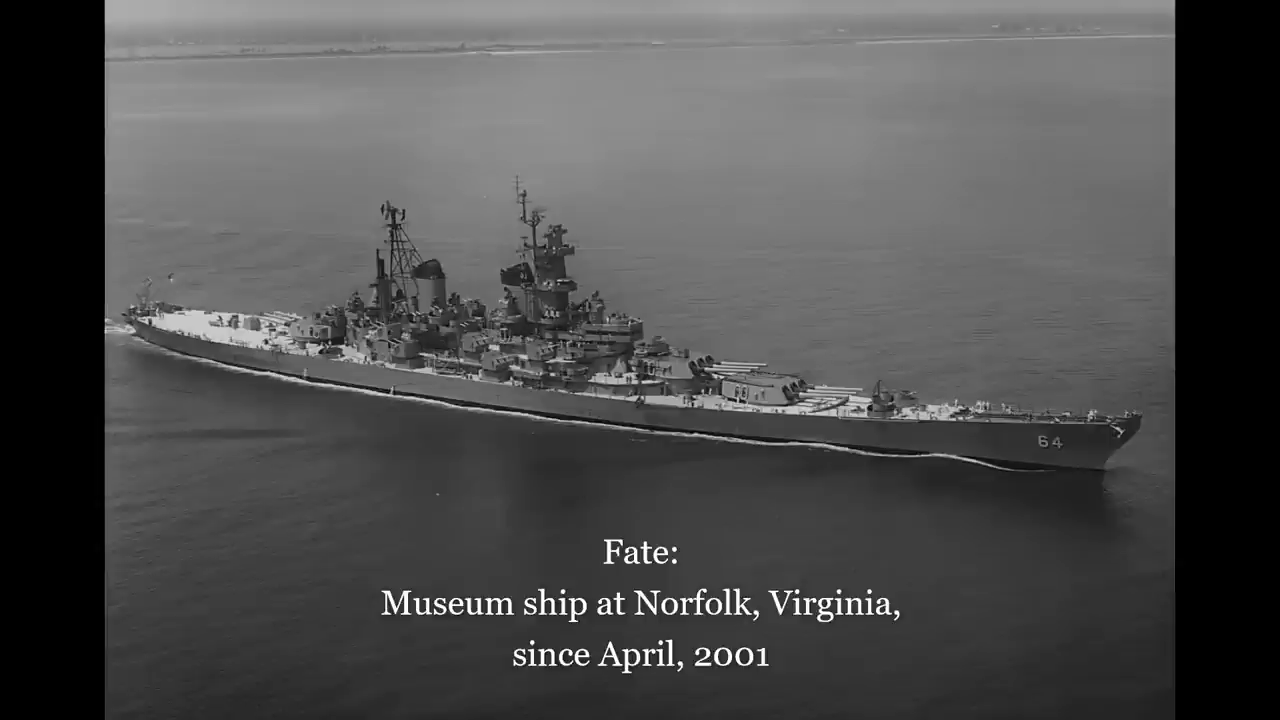 64
Fate:
Museum ship at Norfolk, Virginia,
since April, 2001